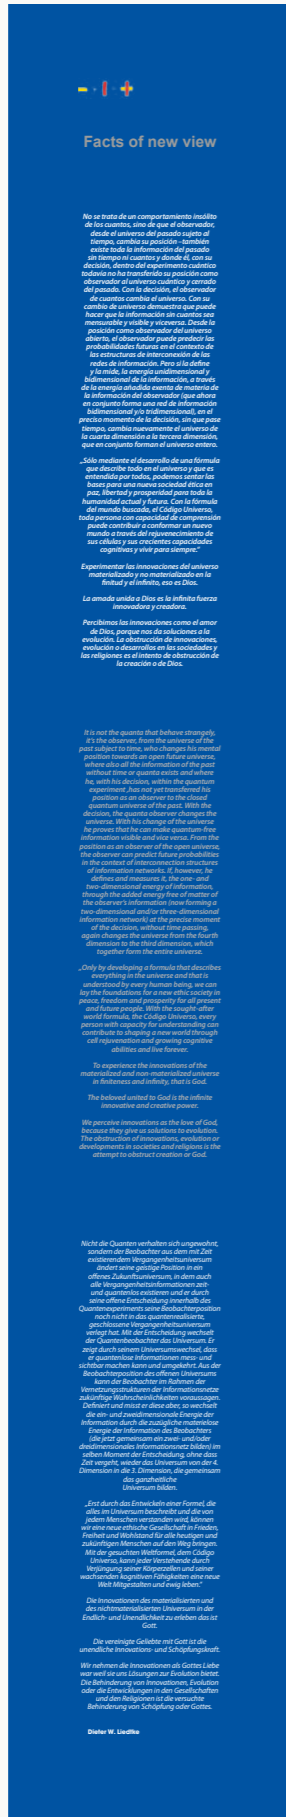 Facts of new view
No se trata de un comportamiento insólito
de los cuantos, sino de que el observador,
desde el universo del pasado sujeto al
tiempo, cambia su posición –también
existe toda la información del pasado
sin tiempo ni cuantos y donde él, con su
decisión, dentro del experimento cuántico
todavía no ha transferido su posición como
observador al universo cuántico y cerrado
del pasado. Con la decisión, el observador
de cuantos cambia el universo. Con su
cambio de universo demuestra que puede
hacer que la información sin cuantos sea
mensurable y visible y viceversa. Desde la
posición como observador del universo
abierto, el observador puede predecir las
probabilidades futuras en el contexto de
las estructuras de interconexión de las
redes de información. Pero si la define
y la mide, la energía unidimensional y
bidimensional de la información, a través
de la energía añadida exenta de materia de
la información del observador (que ahora
en conjunto forma una red de información
bidimensional y/o tridimensional), en el
preciso momento de la decisión, sin que pase
tiempo, cambia nuevamente el universo de
la cuarta dimensión a la tercera dimensión,
que en conjunto forman el universo entero.
„Sólo mediante el desarrollo de una fórmula
que describe todo en el universo y que es
entendida por todos, podemos sentar las
bases para una nueva sociedad ética en
paz, libertad y prosperidad para toda la
humanidad actual y futura. Con la fórmula
del mundo buscada, el Código Universo,
toda persona con capacidad de comprensión
puede contribuir a conformar un nuevo
mundo a través del rejuvenecimiento de
sus células y sus crecientes capacidades
cognitivas y vivir para siempre.“
Experimentar las innovaciones del universo
materializado y no materializado en la
finitud y el infinito, eso es Dios.
La amada unida a Dios es la infinita fuerza
innovadora y creadora.
Percibimos las innovaciones como el amor
de Dios, porque nos da soluciones a la
evolución. La obstrucción de innovaciones,
evolución o desarrollos en las sociedades y
las religiones es el intento de obstrucción de
la creación o de Dios.
It is not the quanta that behave strangely,
it's the observer, from the universe of the
past subject to time, who changes his mental
position towards an open future universe,
where also all the information of the past
without time or quanta exists and where
he, with his decision, within the quantum
experiment ,has not yet transferred his
position as an observer to the closed
quantum universe of the past. With the
decision, the quanta observer changes the
universe. With his change of the universe
he proves that he can make quantum-free
information visible and vice versa. From the
position as an observer of the open universe,
the observer can predict future probabilities
in the context of interconnection structures
of information networks. If, however, he
defines and measures it, the one- and
two-dimensional energy of information,
through the added energy free of matter of
the observer's information (now forming a
two-dimensional and/or three-dimensional
information network) at the precise moment
of the decision, without time passing,
again changes the universe from the fourth
dimension to the third dimension, which
together form the entire universe.
„Only by developing a formula that describes
everything in the universe and that is
understood by every human being, we can
lay the foundations for a new ethic society in
peace, freedom and prosperity for all present
and future people. With the sought-after
world formula, the Código Universo, every
person with capacity for understanding can
contribute to shaping a new world through
cell rejuvenation and growing cognitive
abilities and live forever.
To experience the innovations of the
materialized and non-materialized universe
in finiteness and infinity, that is God.
The beloved united to God is the infinite
innovative and creative power.
We perceive innovations as the love of God,
because they give us solutions to evolution.
The obstruction of innovations, evolution or
developments in societies and religions is the
attempt to obstruct creation or God.
Nicht die Quanten verhalten sich ungewohnt,
sondern der Beobachter aus dem mit Zeit
existierendem Vergangenheitsuniversum
ändert seine geistige Position in ein
offenes Zukunftsuniversum, in dem auch
alle Vergangenheitsinformationen zeit-
und quantenlos existieren und er durch
seine offene Entscheidung innerhalb des
Quantenexperiments seine Beobachterposition
noch nicht in das quantenrealisierte,
geschlossene Vergangenheitsuniversum
verlegt hat. Mit der Entscheidung wechselt
der Quantenbeobachter das Universum. Er
zeigt durch seinem Universumswechsel, dass
er quantenlose Informationen mess- und
sichtbar machen kann und umgekehrt. Aus der
Beobachterposition des offenen Universums
kann der Beobachter im Rahmen der
Vernetzungsstrukturen der Informationsnetze
zukünftige Wahrscheinlichkeiten voraussagen.
Definiert und misst er diese aber, so wechselt
die ein- und zweidimensionale Energie der
Information durch die zuzügliche materielose
Energie der Information des Beobachters
(die jetzt gemeinsam ein zwei- und/oder
dreidimensionales Informationsnetz bilden) im
selben Moment der Entscheidung, ohne dass
Zeit vergeht, wieder das Universum von der 4.
Dimension in die 3. Dimension, die gemeinsam
das ganzheitliche
Universum bilden.
„Erst durch das Entwickeln einer Formel, die
alles im Universum beschreibt und die von
jedem Menschen verstanden wird, können
wir eine neue ethische Gesellschaft in Frieden,
Freiheit und Wohlstand für alle heutigen und
zukünftigen Menschen auf den Weg bringen.
Mit der gesuchten Weltformel, dem Código
Universo, kann jeder Verstehende durch
Verjüngung seiner Körperzellen und seiner
wachsenden kognitiven Fähigkeiten eine neue
Welt Mitgestalten und ewig leben.“
Die Innovationen des materialisierten und
des nichtmaterialisierten Universum in der
Endlich- und Unendlichkeit zu erleben das ist
Gott.
Die vereinigte Geliebte mit Gott ist die
unendliche Innovations- und Schöpfungskraft.
Wir nehmen die Innovationen als Gottes Liebe
war weil sie uns Lösungen zur Evolution bietet.
Die Behinderung von Innovationen, Evolution
oder die Entwicklungen in den Gesellschaften
und den Religionen ist die versuchte
Behinderung von Schöpfung oder Gottes.
Dieter W. Liedtke